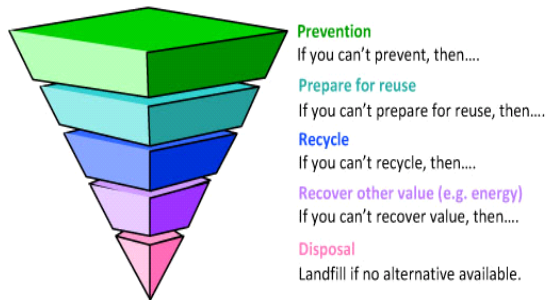 Prevention
If you can't prevent, then....
Prepare for reuse
If you can't prepare for reuse, then....
Recycle
If you can't recycle, then....
Recover other value (e.g. energy)
If you can't recover value, then....
Disposal
Landfill if no alternative available.